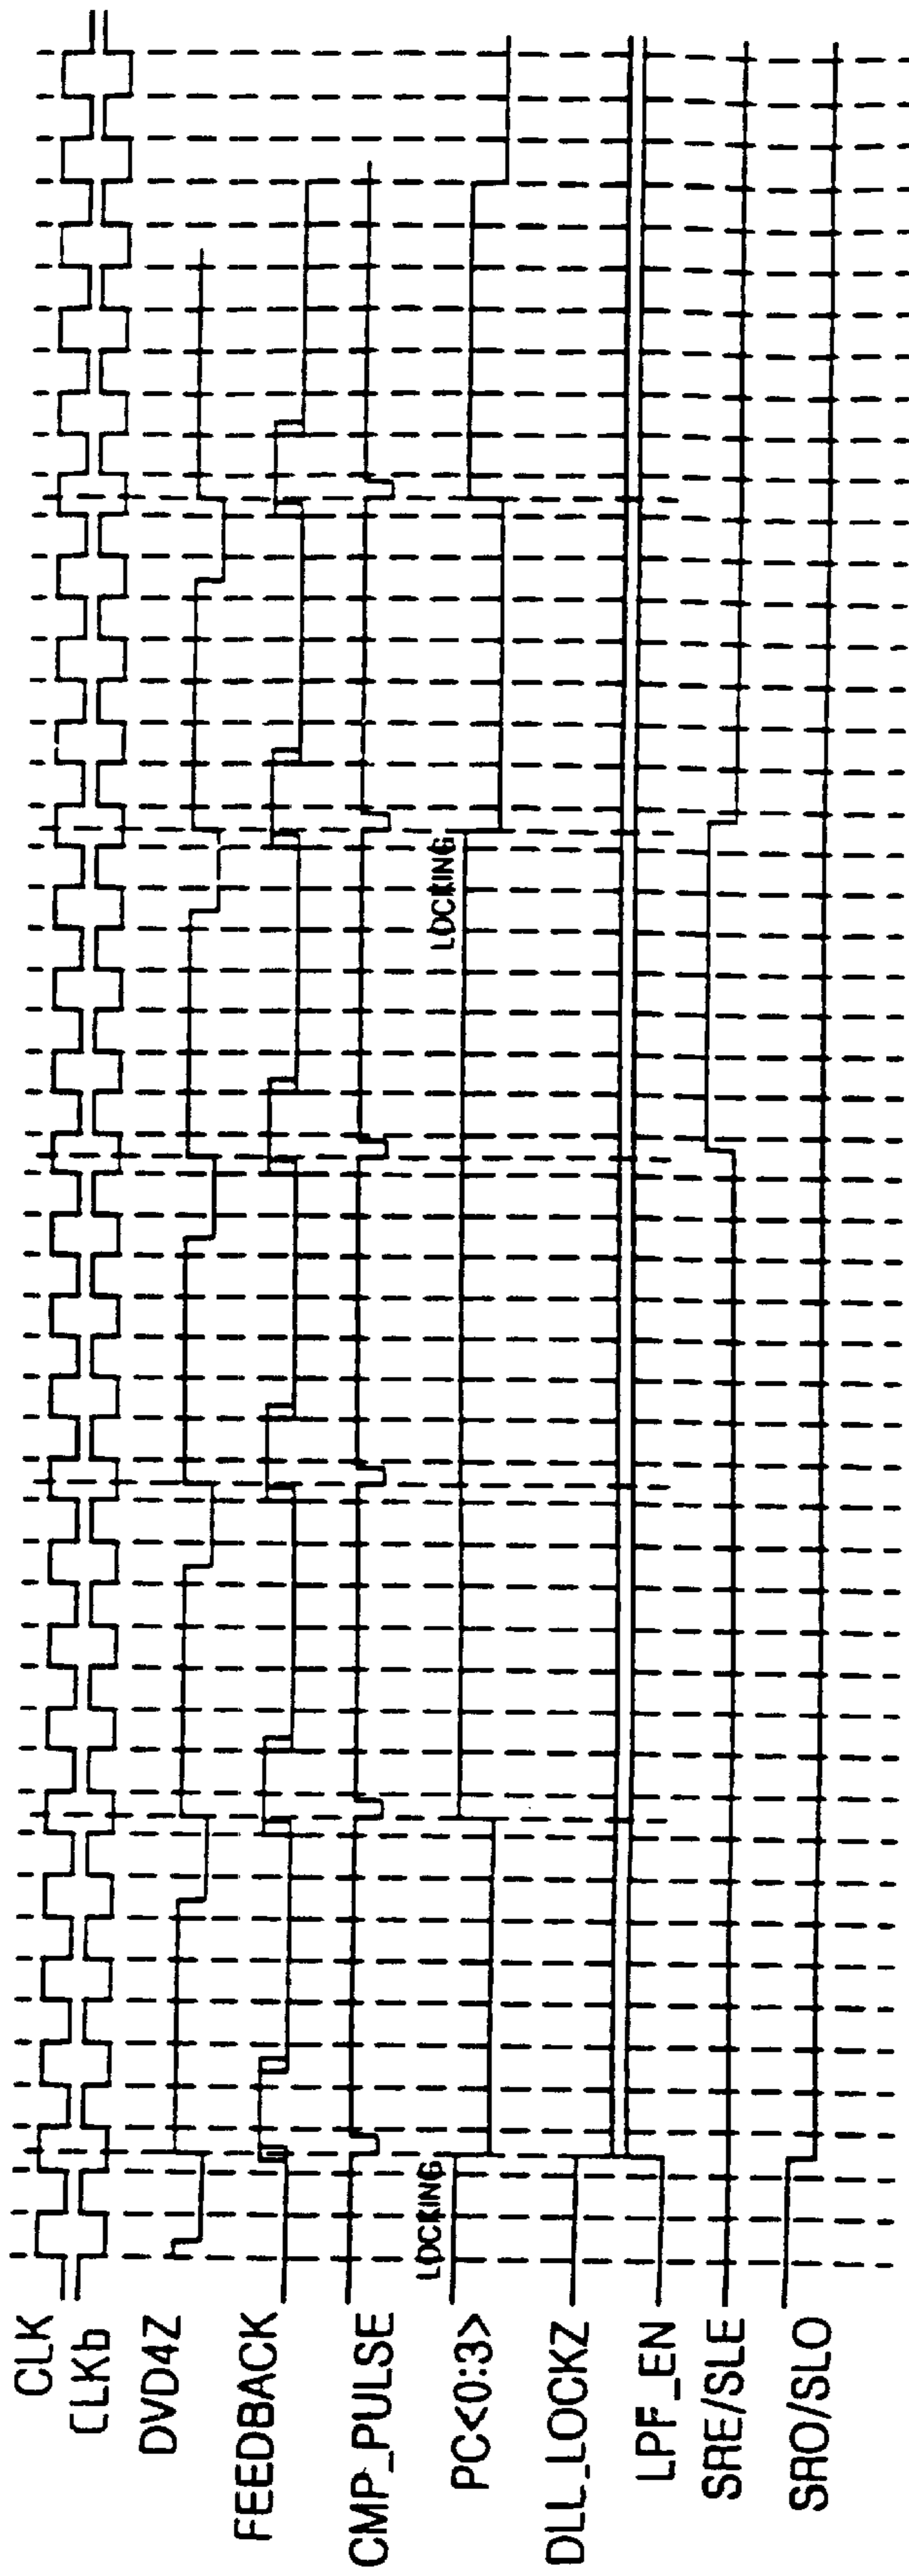 CLK
CLKb
DVD4Z
FEEDBACK
CMP_PULSE
PC<0:3>
LOCKING
LOCKING
DLL_LOCKZ
LPF_EN
SRE/SLE
SRO/SLO